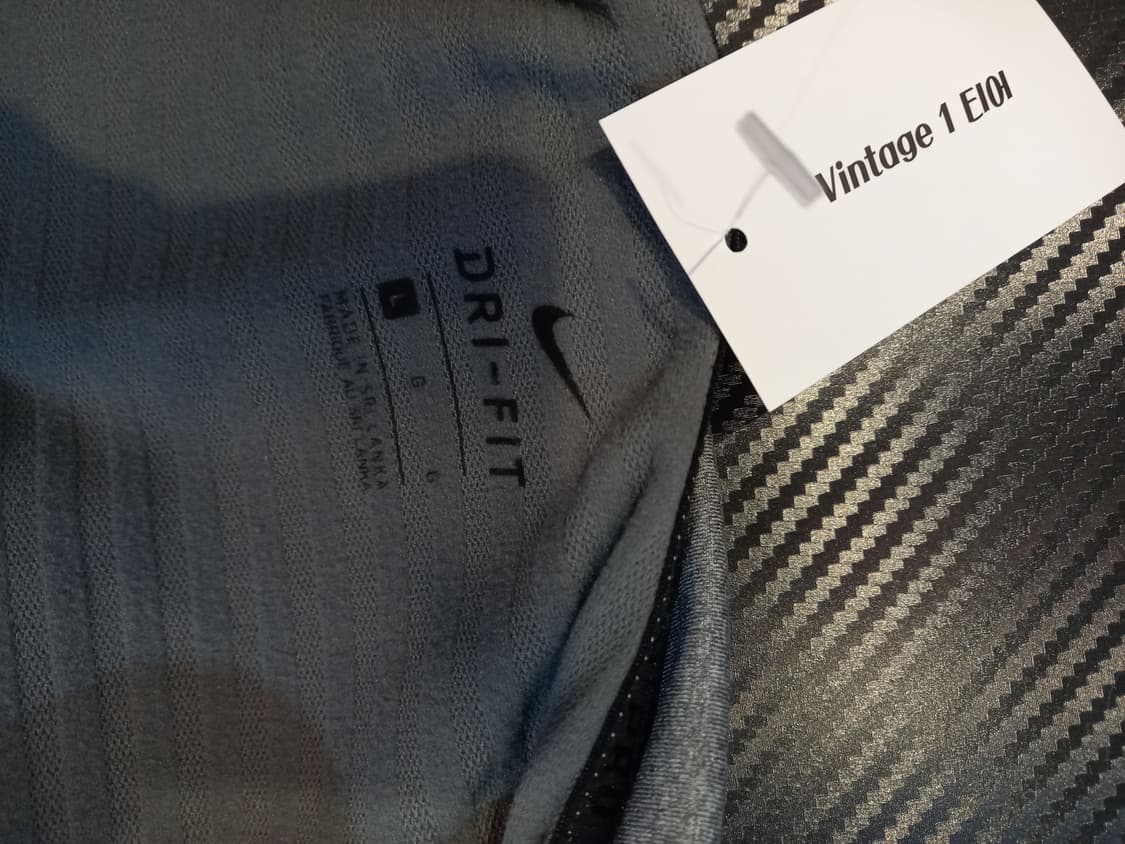 Vintage 1 E101
DRI-FIT
L
G G
MADE IN SRI LANKA
FABRIQUÉ AU SRI LANKA